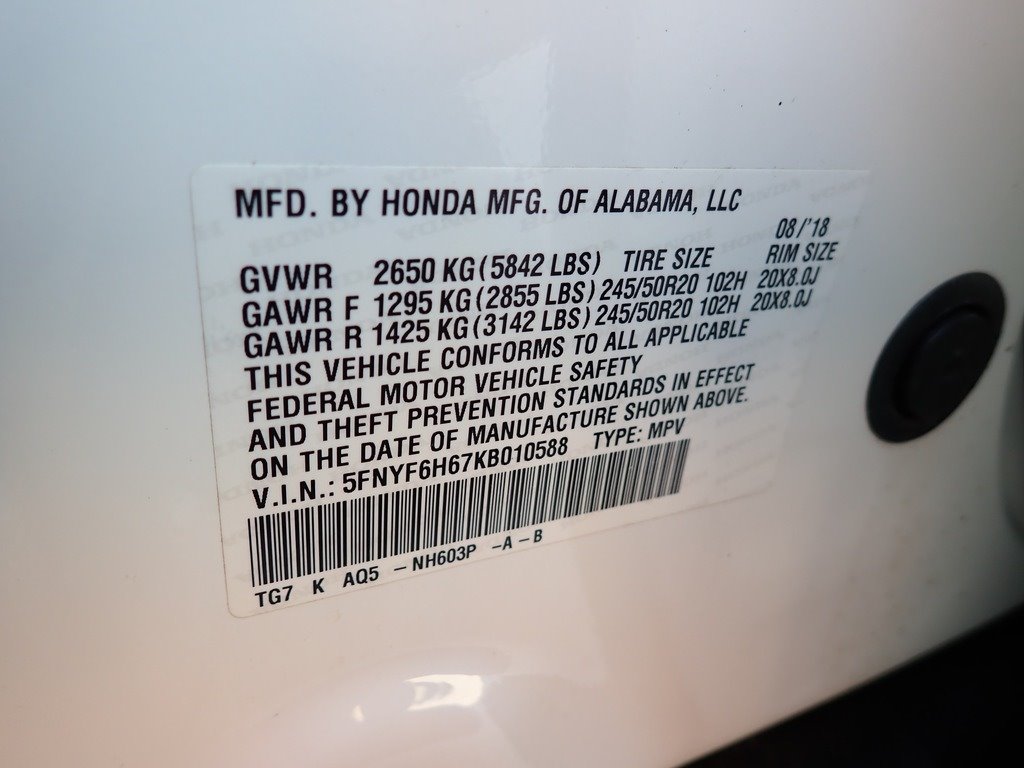 MFD. BY HONDA MFG. OF ALABAMA, LLC
08/'18
GVWR 2650 KG (5842 LBS) TIRE SIZE RIM SIZE
GAWR F 1295 KG (2855 LBS) 245/50R20 102H 20X8.0J
GAWR R 1425 KG (3142 LBS) 245/50R20 102H 20X8.0J
THIS VEHICLE CONFORMS TO ALL APPLICABLE
FEDERAL MOTOR VEHICLE SAFETY
AND THEFT PREVENTION STANDARDS IN EFFECT
ON THE DATE OF MANUFACTURE SHOWN ABOVE.
V.I.N.: 5FNYF6H67KB010588 TYPE: MPV
TG7 K AQ5 - NH603P -A-B